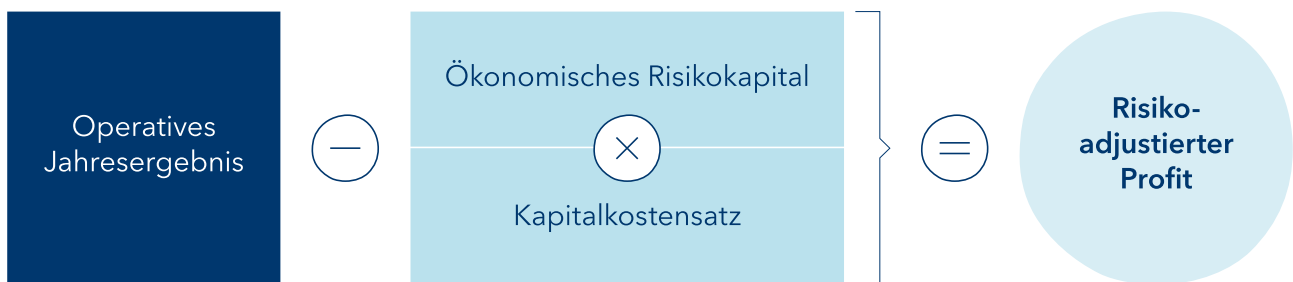 Operatives
Jahresergebnis
Ökonomisches Risikokapital
Kapitalkostensatz
Risiko-
adjustierter
Profit